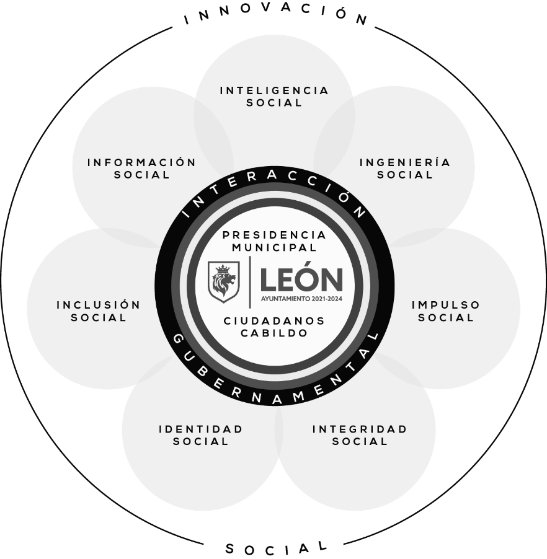 INNOVACIÓN
INTELIGENCIA
SOCIAL
INFORMACIÓN
SOCIAL
INGENIERÍA
SOCIAL
INTERACCIÓN
PRESIDENCIA
MUNICIPAL
LEÓN
AYUNTAMIENTO 2021-2024
CIUDADANOS
CABILDO
INCLUSIÓN
SOCIAL
IMPULSO
SOCIAL
GUBERNAMENTAL
IDENTIDAD
SOCIAL
INTEGRIDAD
SOCIAL
SOCIAL